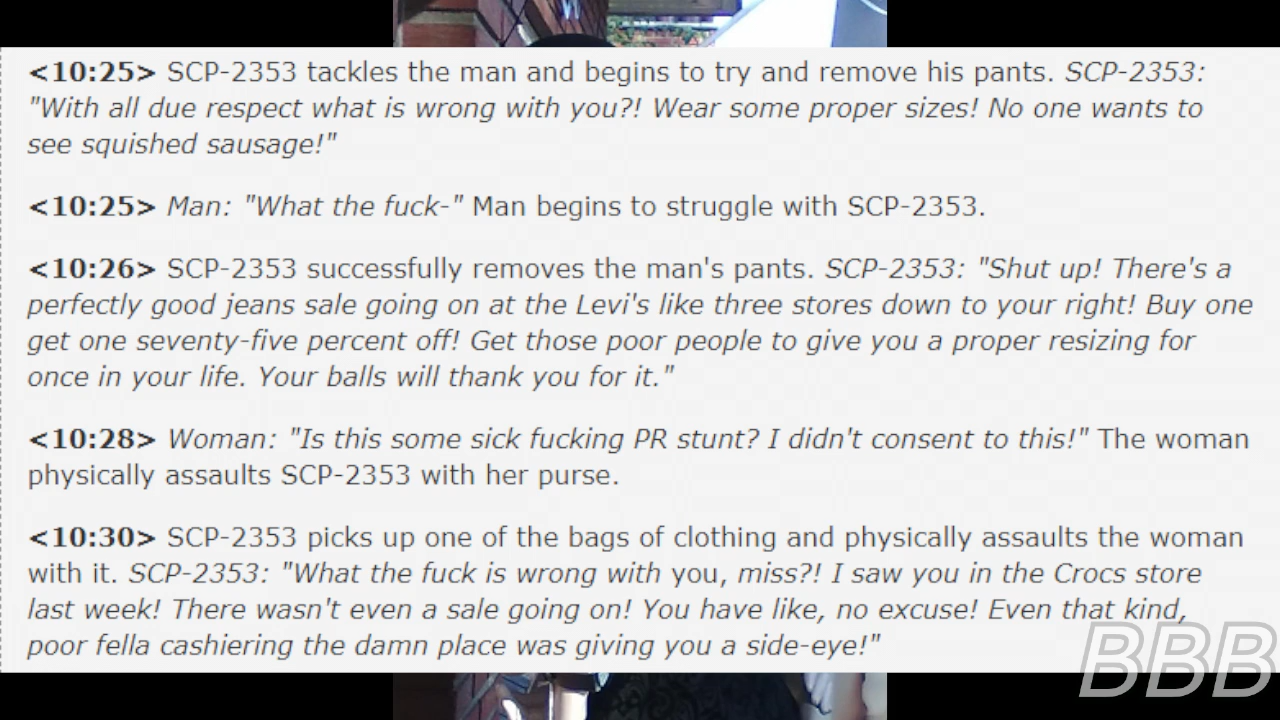 <10:25> SCP-2353 tackles the man and begins to try and remove his pants. SCP-2353:
"With all due respect what is wrong with you?! Wear some proper sizes! No one wants to
see squished sausage!"
<10:25> Man: "What the fuck-" Man begins to struggle with SCP-2353.
<10:26> SCP-2353 successfully removes the man's pants. SCP-2353: "Shut up! There's a
perfectly good jeans sale going on at the Levi's like three stores down to your right! Buy one
get one seventy-five percent off! Get those poor people to give you a proper resizing for
once in your life. Your balls will thank you for it."
<10:28> Woman: "Is this some sick fucking PR stunt? I didn't consent to this!" The woman
physically assaults SCP-2353 with her purse.
<10:30> SCP-2353 picks up one of the bags of clothing and physically assaults the woman
with it. SCP-2353: "What the fuck is wrong with you, miss?! I saw you in the Crocs store
last week! There wasn't even a sale going on! You have like, no excuse! Even that kind,
poor fella cashiering the damn place was giving you a side-eye!"
BBB